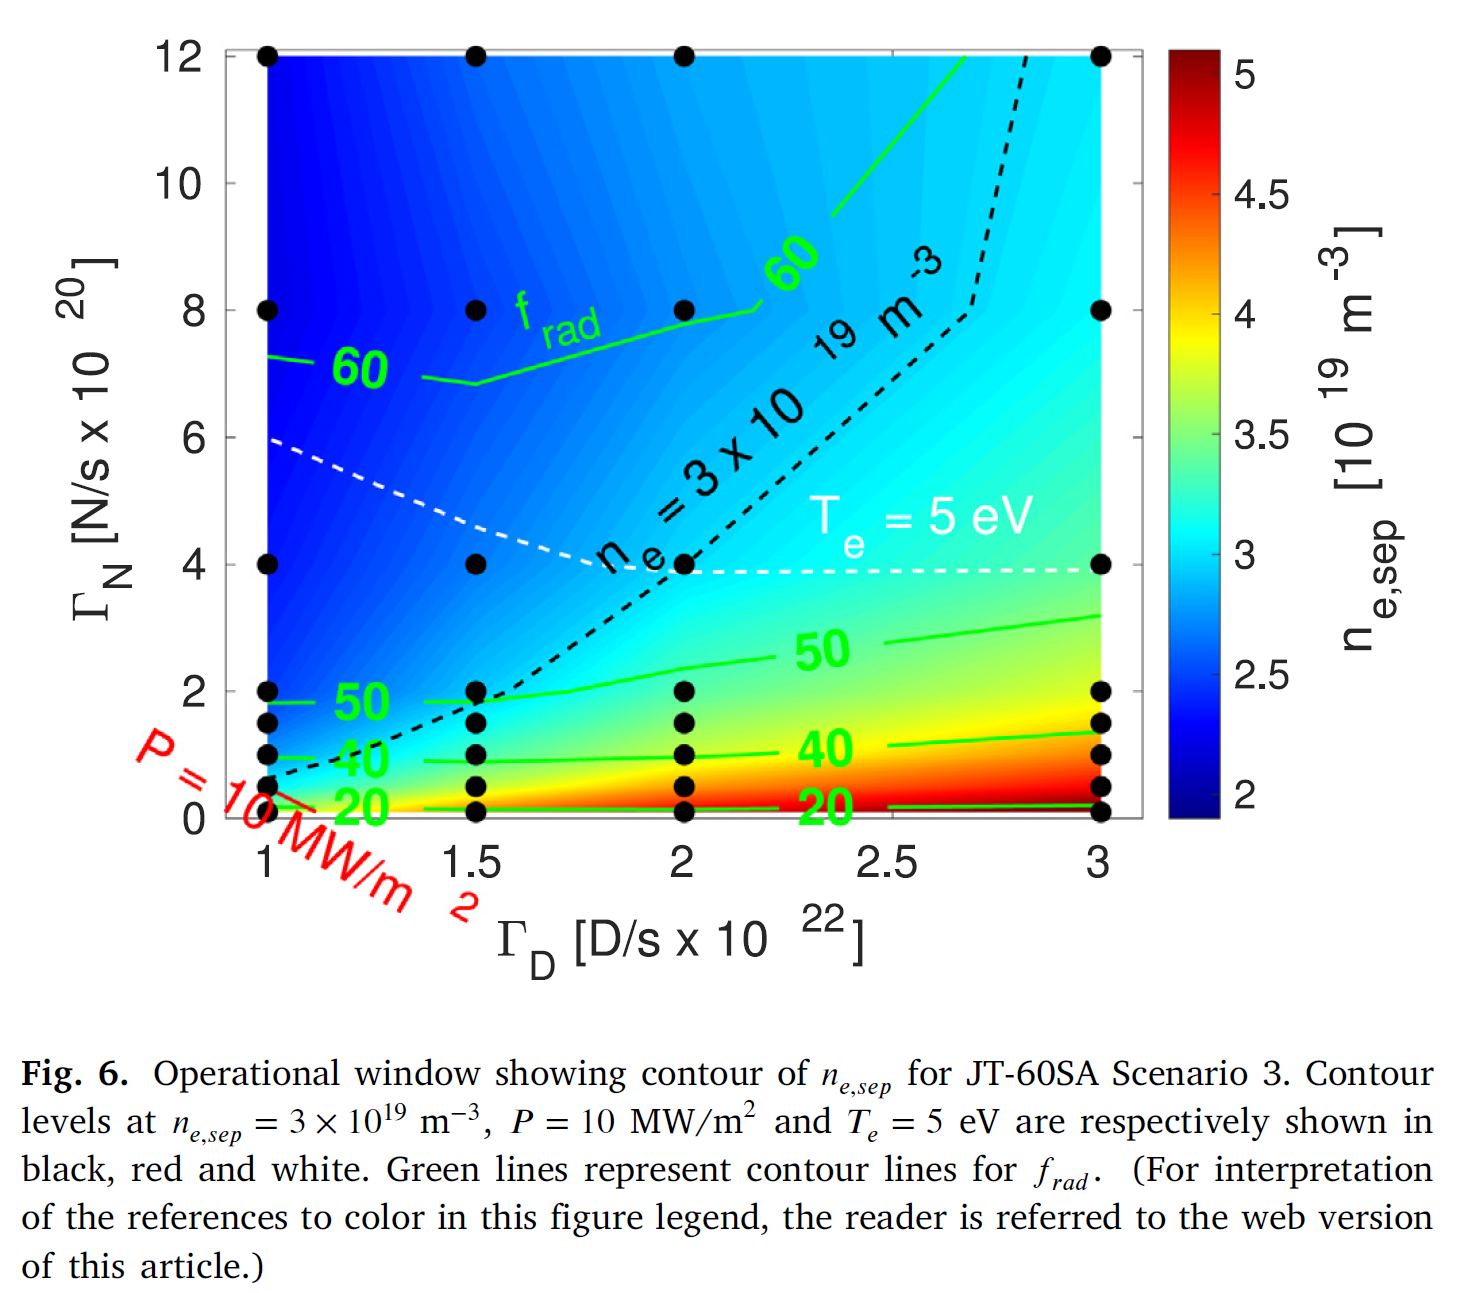 12
10
8
6
4
2
0
Γ_N [N/s x 10^20]
60
f_rad
60
n_e = 3 x 10^19 m^-3
T_e = 5 eV
50
50
40
40
20
20
P = 10 MW/m^2
1
1.5
2
2.5
3
Γ_D [D/s x 10^22]
5
4.5
4
3.5
3
2.5
2
n_e,sep [10^19 m^-3]
Fig. 6. Operational window showing contour of n_e,sep for JT-60SA Scenario 3. Contour
levels at n_e,sep = 3 × 10^19 m^−3, P = 10 MW/m^2 and T_e = 5 eV are respectively shown in
black, red and white. Green lines represent contour lines for f_rad. (For interpretation
of the references to color in this figure legend, the reader is referred to the web version
of this article.)